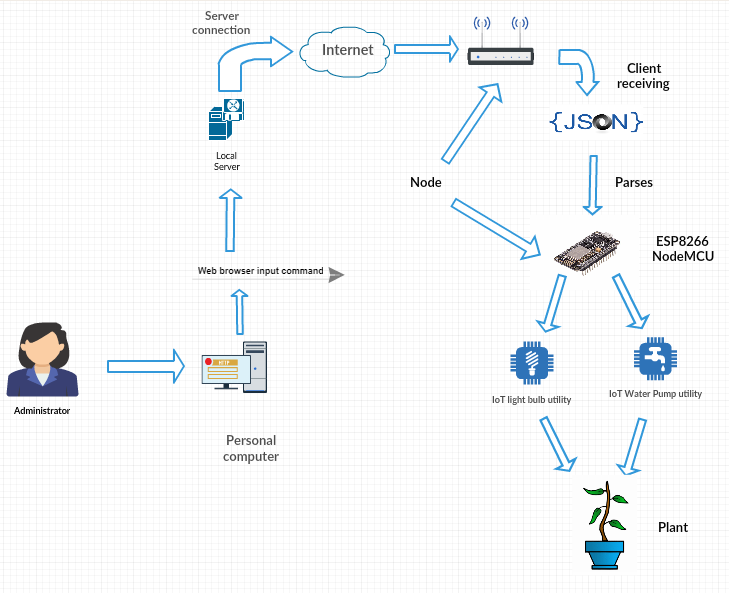 Server
connection
Internet
Client
receiving
{JSON}
Local
Server
Node
Parses
ESP8266
NodeMCU
Web browser input command
HTTP
Administrator
IoT light bulb utility
IoT Water Pump utility
Personal
computer
Plant